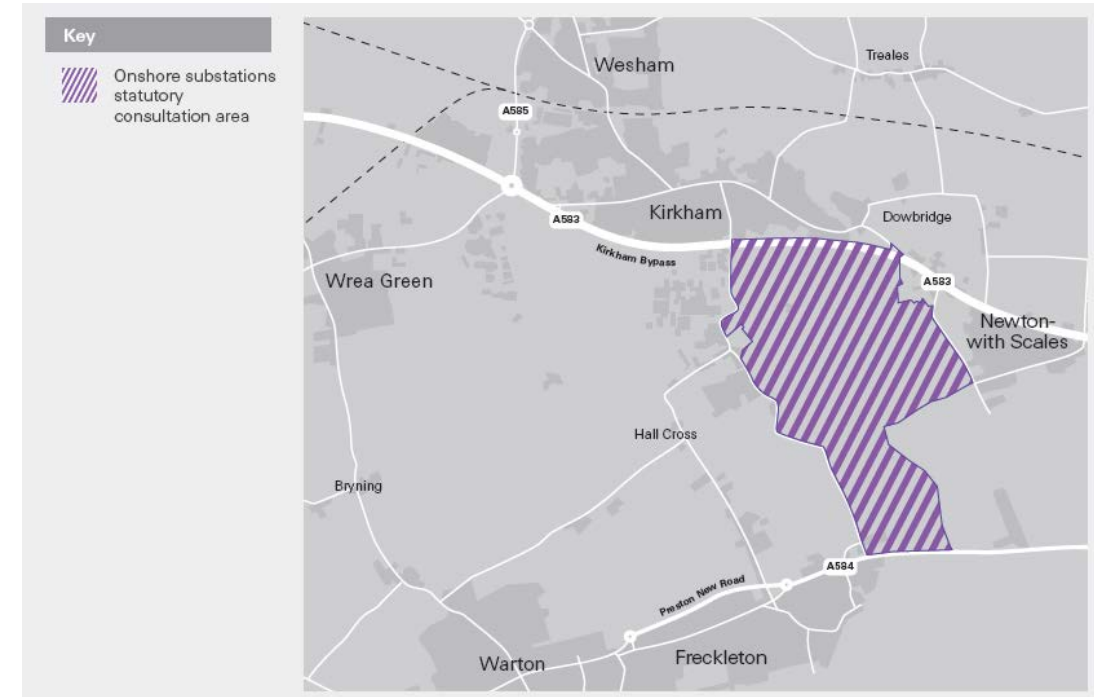 Key
Onshore substations
statutory
consultation area
Wesham
Treales
A585
Kirkham
Dowbridge
A583
Kirkham Bypass
Wrea Green
A583
Newton-
with Scales
Hall Cross
Bryning
A584
Preston New Road
Warton
Freckleton